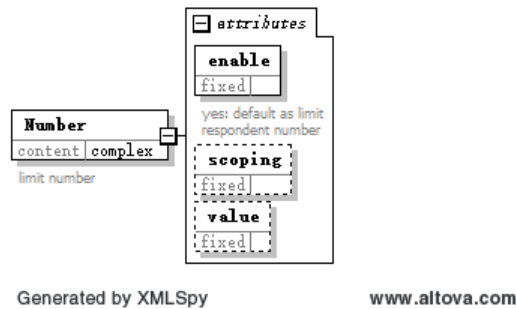 attributes
enable
fixed
yes: default as limit
respondent number
Number
content complex
limit number
scoping
fixed
value
fixed
Generated by XMLSpy
www.altova.com